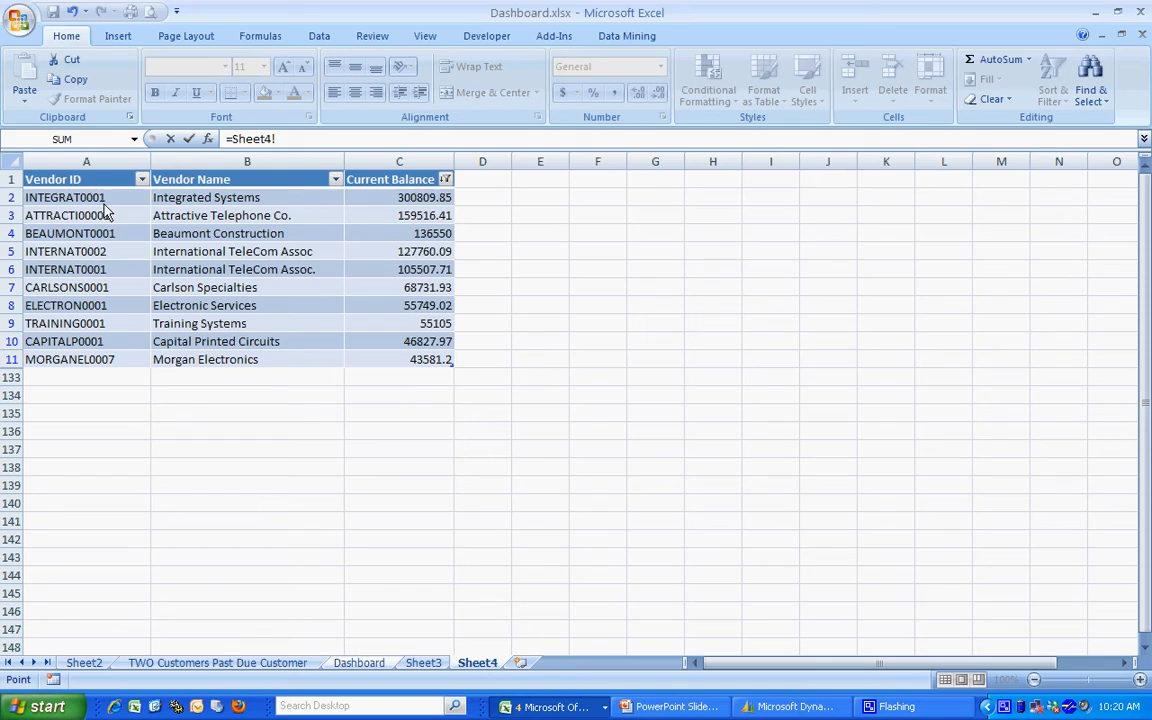 Dashboard.xlsx - Microsoft Excel
Home Insert Page Layout Formulas Data Review View Developer Add-Ins Data Mining
Paste Cut Copy Format Painter Clipboard
11 B I U A Font
Wrap Text Merge & Center Alignment
General $ % , Number
Conditional Formatting Format as Table Cell Styles Styles
Insert Delete Format Cells
AutoSum Fill Clear Sort & Filter Find & Select Editing
SUM =Sheet4!
A B C D E F G H I J K L M N O
1 Vendor ID Vendor Name Current Balance
2 INTEGRAT0001 Integrated Systems 300809.85
3 ATTRACTI0000 Attractive Telephone Co. 159516.41
4 BEAUMONT0001 Beaumont Construction 136550
5 INTERNAT0002 International TeleCom Assoc 127760.09
6 INTERNAT0001 International TeleCom Assoc. 105507.71
7 CARLSONS0001 Carlson Specialties 68731.93
8 ELECTRON0001 Electronic Services 55749.02
9 TRAINING0001 Training Systems 55105
10 CAPITALP0001 Capital Printed Circuits 46827.97
11 MORGANEL0007 Morgan Electronics 43581.2
133
134
135
136
137
138
139
140
141
142
143
144
145
146
147
148
Sheet2 TWO Customers Past Due Customer Dashboard Sheet3 Sheet4
Point 100%
start Search Desktop 4 Microsoft Of... PowerPoint Slide... Microsoft Dyna... Flashing 10:20 AM